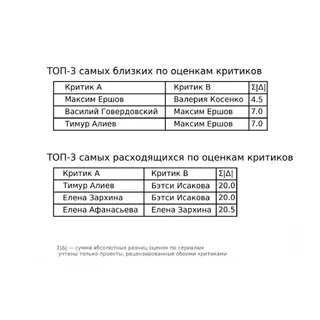 ТОП-3 самых близких по оценкам критиков
Критик A Критик B Σ|Δ|
Максим Ершов Валерия Косенко 4.5
Василий Говердовский Максим Ершов 7.0
Тимур Алиев Максим Ершов 7.0
ТОП-3 самых расходящихся по оценкам критиков
Критик A Критик B Σ|Δ|
Тимур Алиев Бэтси Исакова 20.0
Елена Зархина Бэтси Исакова 20.0
Елена Афанасьева Елена Зархина 20.5
Σ|Δ| — сумма абсолютных разниц оценок по сериалам
учтены только проекты, рецензированные обоими критиками